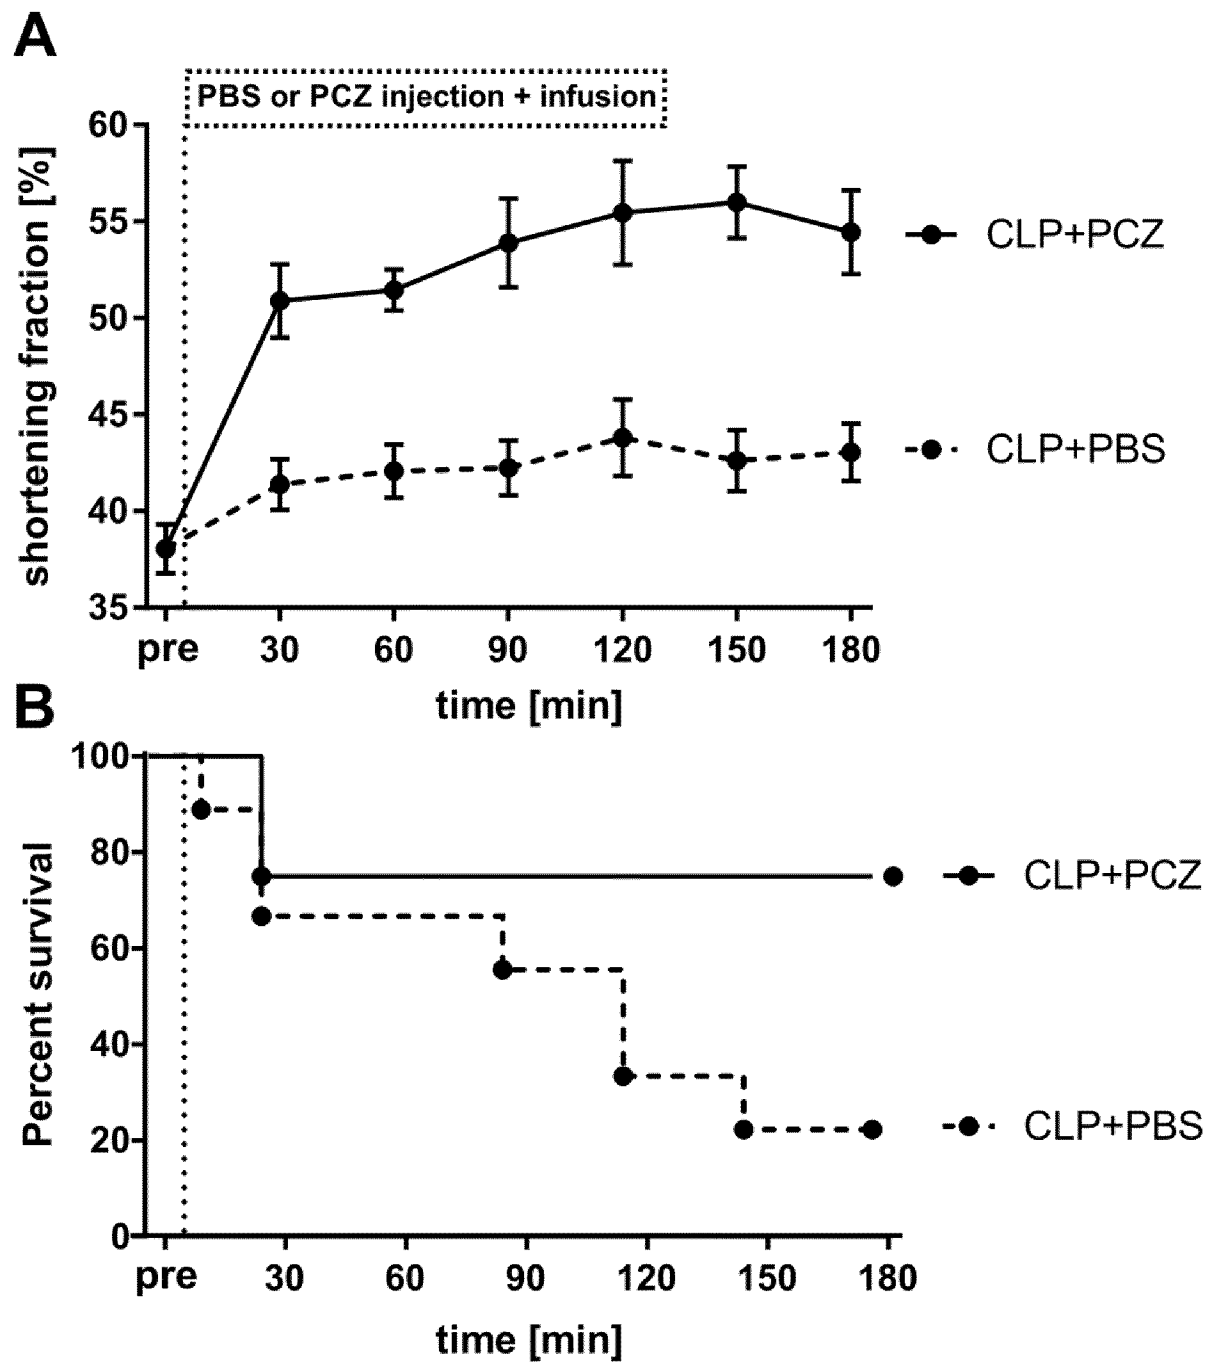 A
PBS or PCZ injection + infusion
shortening fraction [%]
60
55
50
45
40
35
pre 30 60 90 120 150 180
time [min]
CLP+PCZ
CLP+PBS
B
Percent survival
100
80
60
40
20
0
pre 30 60 90 120 150 180
time [min]
CLP+PCZ
CLP+PBS